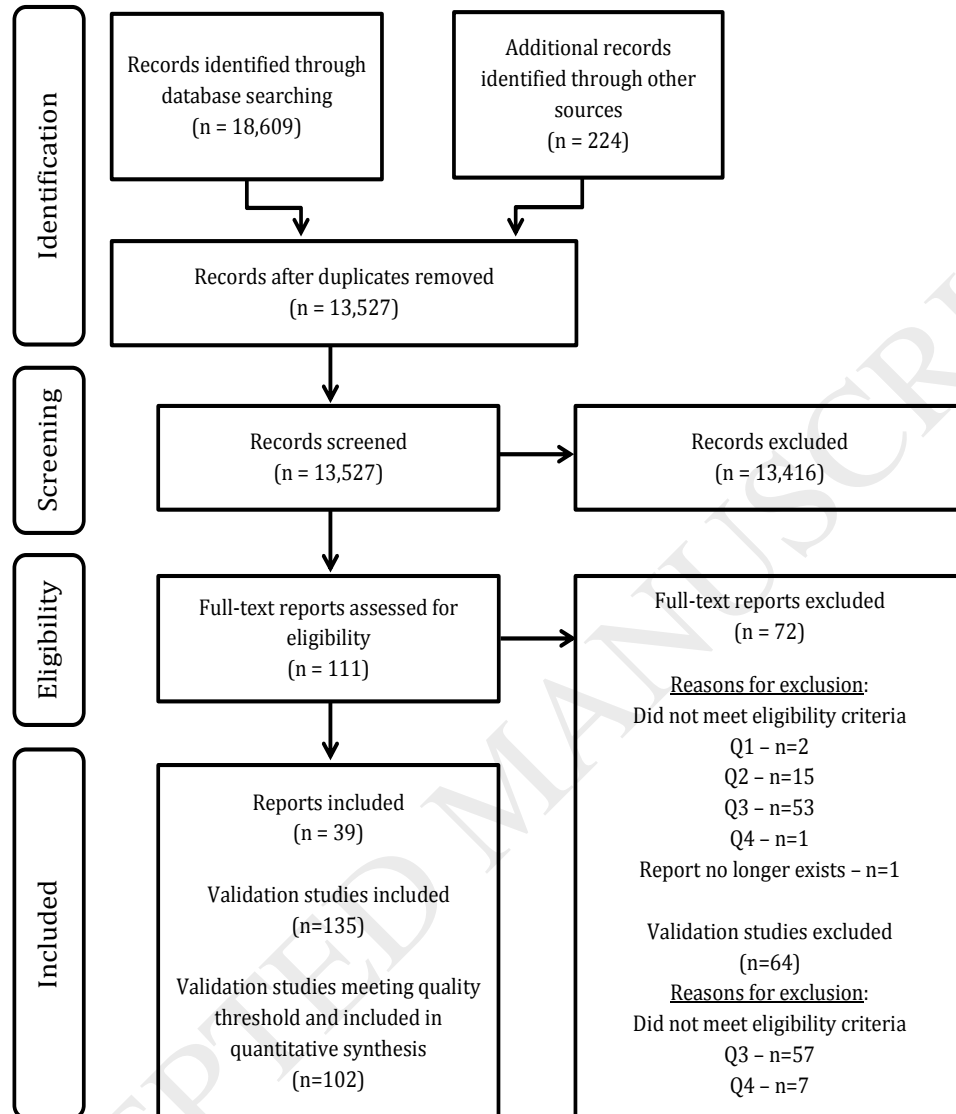 Identification
Records identified through
database searching
(n = 18,609)
Additional records
identified through other
sources
(n = 224)
Records after duplicates removed
(n = 13,527)
Screening
Records screened
(n = 13,527)
Records excluded
(n = 13,416)
Eligibility
Full-text reports assessed for
eligibility
(n = 111)
Full-text reports excluded
(n = 72)
Reasons for exclusion:
Did not meet eligibility criteria
Q1 – n=2
Q2 – n=15
Q3 – n=53
Q4 – n=1
Report no longer exists – n=1
Validation studies excluded
(n=64)
Reasons for exclusion:
Did not meet eligibility criteria
Q3 – n=57
Q4 – n=7
Included
Reports included
(n = 39)
Validation studies included
(n=135)
Validation studies meeting quality
threshold and included in
quantitative synthesis
(n=102)
PTED MANUSCRI